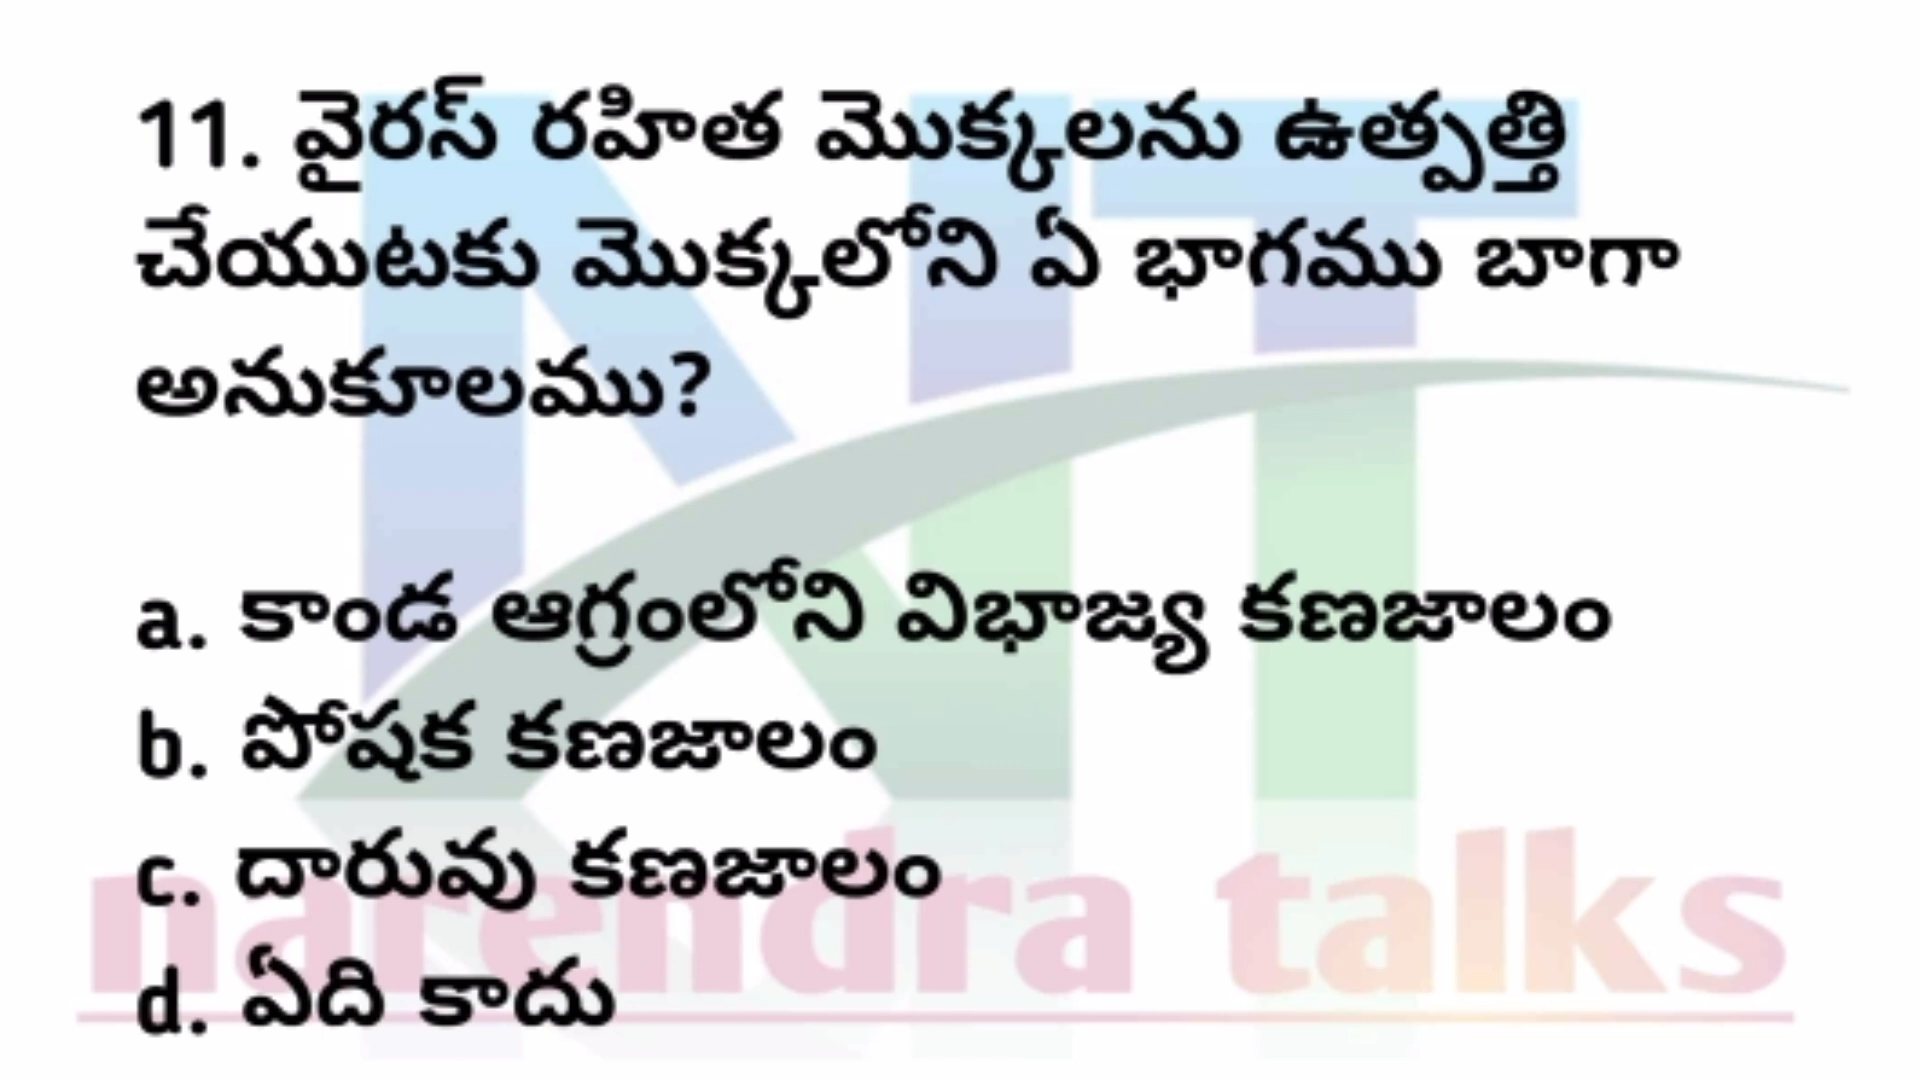 11. వైరస్ రహిత మొక్కలను ఉత్పత్తి
చేయుటకు మొక్కలోని ఏ భాగము బాగా
అనుకూలము?
a. కాండ ఆగ్రంలోని విభాజ్య కణజాలం
b. పోషక కణజాలం
c. దారువు కణజాలం
d. ఏది కాదు
NT
narendra talks